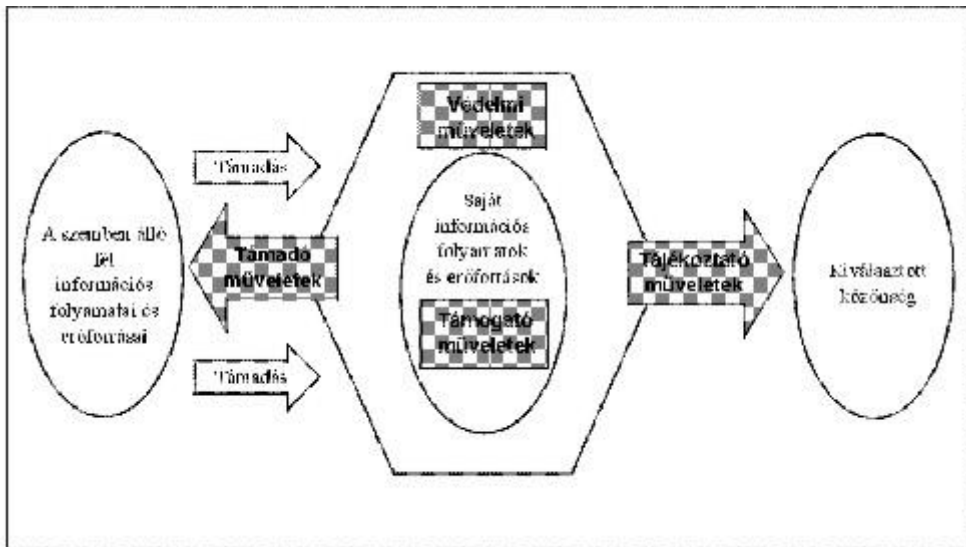 Védelmi
műveletek
Támadás
A szemben álló
fél
információs
folyamatai és
erőforrásai
Támadó
műveletek
Támadás
Saját
információs
folyamatok
és erőforrások
Támogató
műveletek
Tájékoztató
műveletek
Kiválasztott
közönség